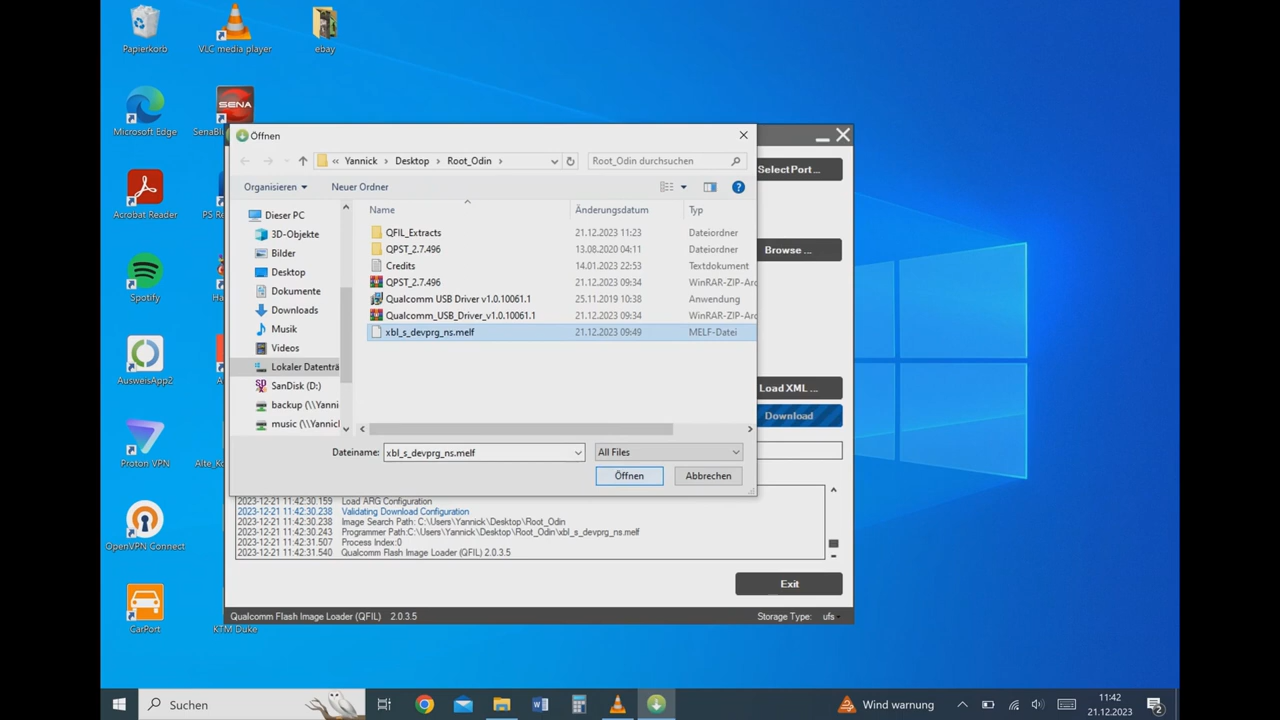 Papierkorb
VLC media player
ebay
Microsoft Edge
SENA
Öffnen
Yannick
Desktop
Root_Odin
Root_Odin durchsuchen
Select Port ...
Organisieren
Neuer Ordner
Acrobat Reader
Dieser PC
3D-Objekte
Bilder
Desktop
Dokumente
Downloads
Musik
Videos
SanDisk (D:)
Name
Änderungsdatum
Typ
QFIL_Extracts
21.12.2023 11:23
Dateiordner
QPST_2.7.496
13.08.2020 04:11
Dateiordner
Credits
14.01.2023 22:53
Textdokument
QPST_2.7.496
21.12.2023 09:34
WinRAR-ZIP-Arc
Qualcomm USB Driver v1.0.10061.1
25.11.2019 10:38
Anwendung
Qualcomm_USB_Driver_v1.0.10061.1
21.12.2023 09:34
WinRAR-ZIP-Arc
xbl_s_devprg_ns.melf
21.12.2023 09:49
MELF-Datei
Browse ...
Load XML ...
Download
Spotify
AusweisApp2
Lokaler Datenträ
backup (\\Yanni
music (\\Yannicl
Dateiname:
xbl_s_devprg_ns.melf
All Files
Öffnen
Abbrechen
Proton VPN
2023-12-21 11:42:30.159 Load ARG Configuration
2023-12-21 11:42:30.238 Validating Download Configuration
2023-12-21 11:42:30.238 Image Search Path: C:\Users\Yannick\Desktop\Root_Odin
2023-12-21 11:42:30.243 Programmer Path:C:\Users\Yannick\Desktop\Root_Odin\xbl_s_devprg_ns.melf
2023-12-21 11:42:31.507 Process Index:0
2023-12-21 11:42:31.540 Qualcomm Flash Image Loader (QFIL) 2.0.3.5
OpenVPN Connect
Exit
Qualcomm Flash Image Loader (QFIL) 2.0.3.5
Storage Type: ufs
CarPort
KTM Duke
Suchen
Wind warnung
11:42
21.12.2023
2